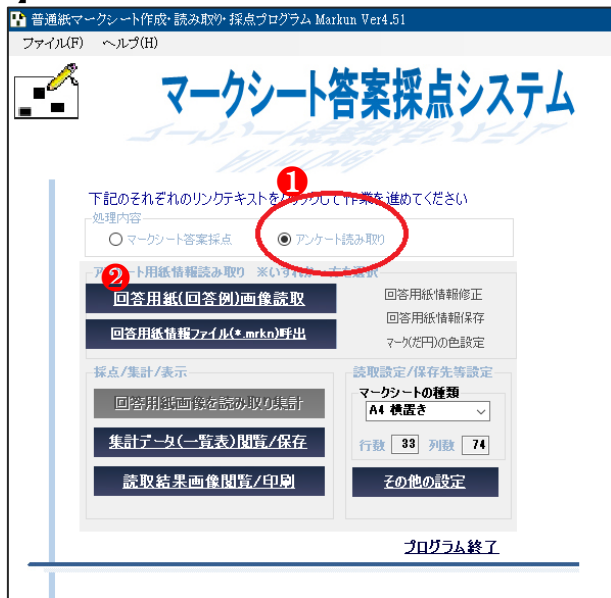 普通紙マークシート作成・読み取り・採点プログラム Markun Ver4.51
ファイル(F) ヘルプ(H)
マークシート答案採点システム
❶
下記のそれぞれのリンクテキストを して作業を進めてください
処理内容
マークシート答案採点 アンケート読み取り
❷
ート用紙情報読み取り ※いずれか一方を選択
回答用紙(回答例)画像読取
回答用紙情報ファイル(*.mrkn)呼出
回答用紙情報修正
回答用紙情報保存
マーク(だ円)の色設定
採点/集計/表示
回答用紙画像を読み取り集計
集計データ(一覧表)閲覧/保存
読取結果画像閲覧/印刷
読取設定/保存先等設定
マークシートの種類
A4 横置き
行数 33 列数 74
その他の設定
プログラム終了